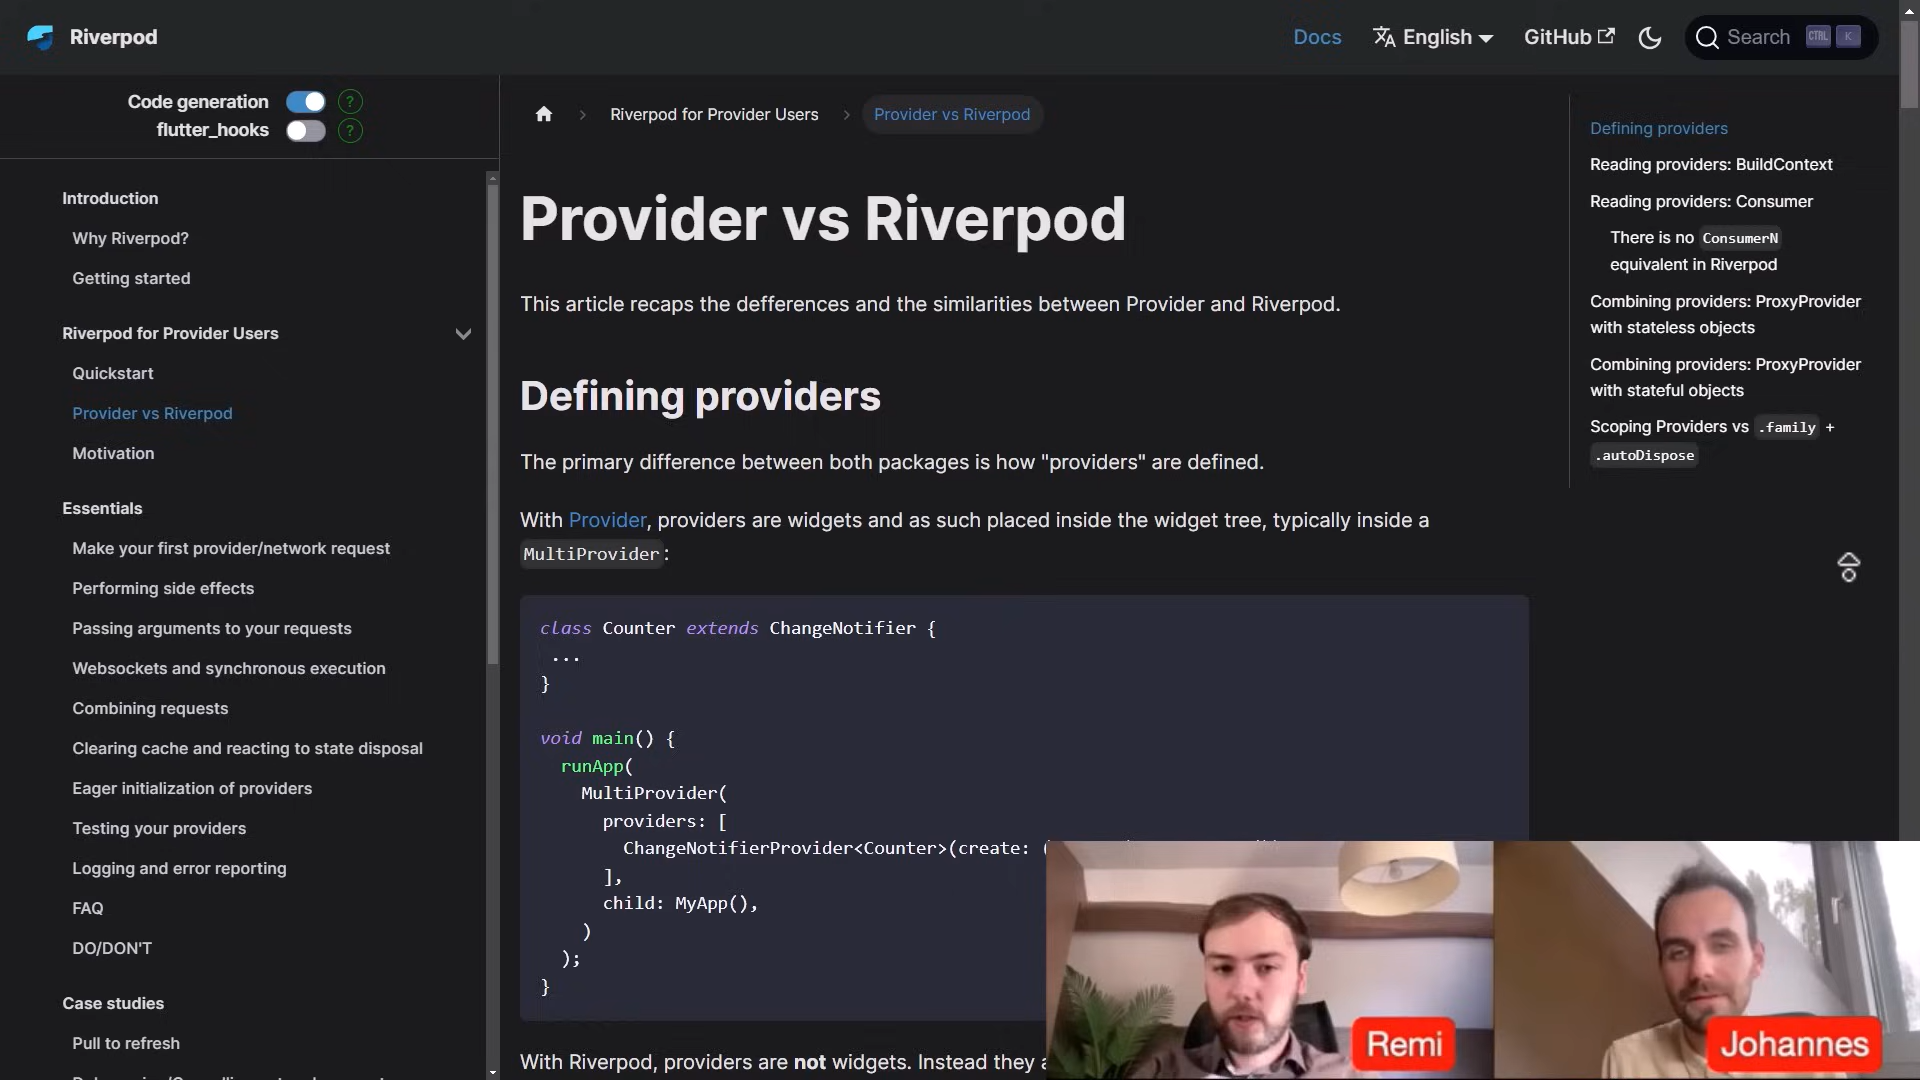 Riverpod
Docs
English
GitHub
Search
CTRL
K
Code generation
?
flutter_hooks
?
Introduction
Why Riverpod?
Getting started
Riverpod for Provider Users
Quickstart
Provider vs Riverpod
Motivation
Essentials
Make your first provider/network request
Performing side effects
Passing arguments to your requests
Websockets and synchronous execution
Combining requests
Clearing cache and reacting to state disposal
Eager initialization of providers
Testing your providers
Logging and error reporting
FAQ
DO/DON'T
Case studies
Pull to refresh
Riverpod for Provider Users
Provider vs Riverpod
Provider vs Riverpod
This article recaps the defferences and the similarities between Provider and Riverpod.
Defining providers
The primary difference between both packages is how "providers" are defined.
With Provider, providers are widgets and as such placed inside the widget tree, typically inside a
MultiProvider:
class Counter extends ChangeNotifier {
...
}
void main() {
runApp(
MultiProvider(
providers: [
ChangeNotifierProvider<Counter>(create: (
],
child: MyApp(),
)
);
}
With Riverpod, providers are not widgets. Instead they
Defining providers
Reading providers: BuildContext
Reading providers: Consumer
There is no ConsumerN
equivalent in Riverpod
Combining providers: ProxyProvider
with stateless objects
Combining providers: ProxyProvider
with stateful objects
Scoping Providers vs .family +
.autoDispose
Remi
Johannes